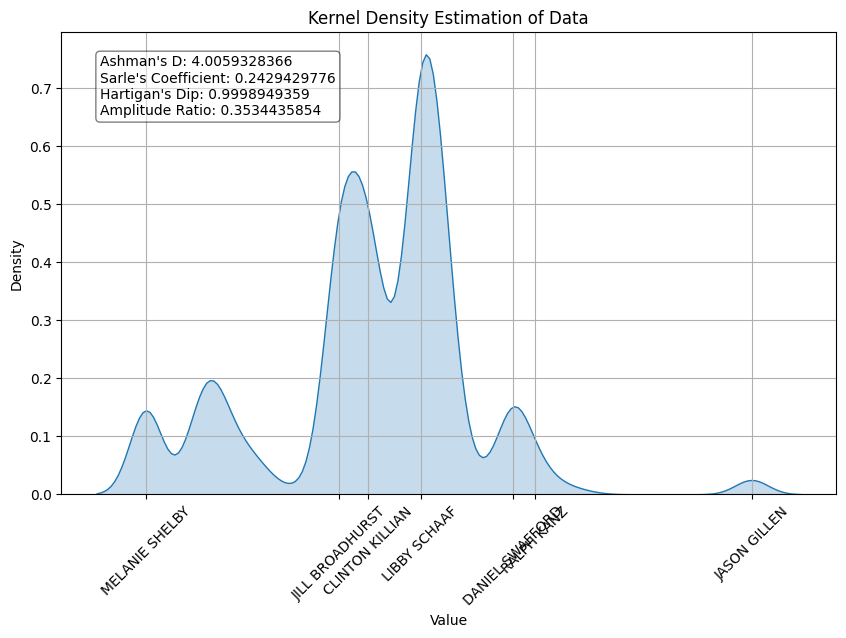 Kernel Density Estimation of Data
Ashman's D: 4.0059328366
Sarle's Coefficient: 0.2429429776
Hartigan's Dip: 0.9998949359
Amplitude Ratio: 0.3534435854
0.7
0.6
0.5
0.4
0.3
0.2
0.1
0.0
Density
MELANIE SHELBY
JILL BROADHURST
CLINTON KILLIAN
LIBBY SCHAAF
DANIEL SWAFFORD
RALPH KANZ
JASON GILLEN
Value